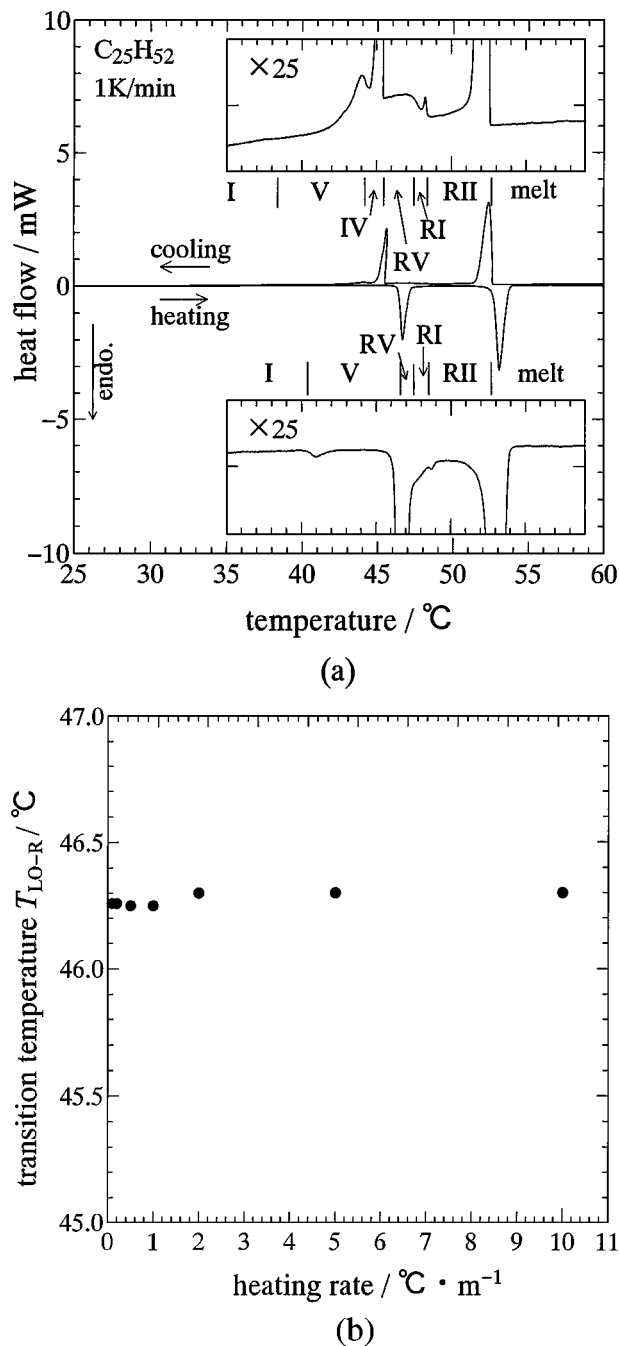 10
C25H52
1K/min
×25
5
I V RII melt
IV RI
RV
cooling
0
heating
heat flow / mW
endo.
RV RI
I V RII melt
×25
−5
−10
25 30 35 40 45 50 55 60
temperature / ℃
(a)
47.0
46.5
46.0
45.5
45.0
transition temperature TLO−R / ℃
0 1 2 3 4 5 6 7 8 9 10 11
heating rate / ℃・m−1
(b)